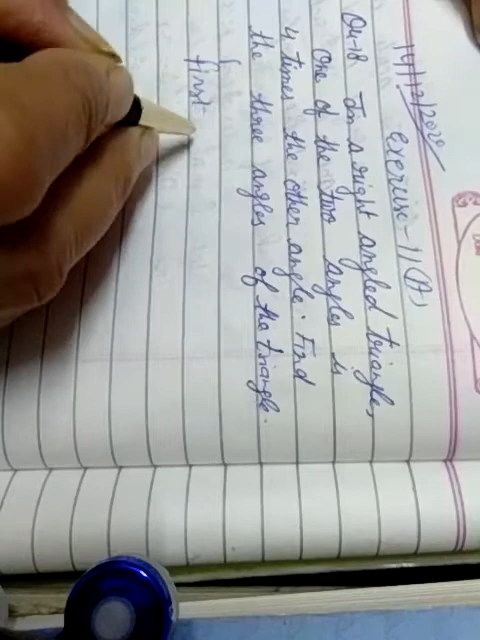 14/12/2020
exercise - 11(A)
Qu-18 In a right angled triangle,
One of the two angles is
4 times the other angle. Find
the three angles of the triangle.
first